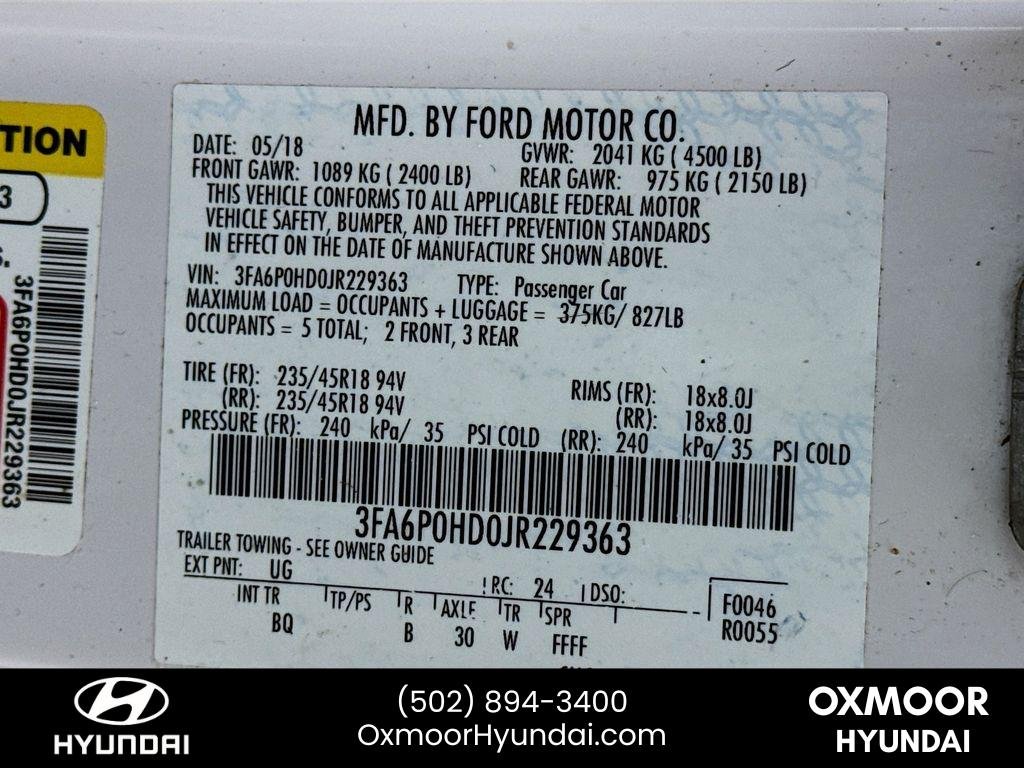 TION
3
3FA6P0HD0JR229363
MFD. BY FORD MOTOR CO.
DATE: 05/18 GVWR: 2041 KG ( 4500 LB)
FRONT GAWR: 1089 KG ( 2400 LB) REAR GAWR: 975 KG ( 2150 LB)
THIS VEHICLE CONFORMS TO ALL APPLICABLE FEDERAL MOTOR
VEHICLE SAFETY, BUMPER, AND THEFT PREVENTION STANDARDS
IN EFFECT ON THE DATE OF MANUFACTURE SHOWN ABOVE.
VIN: 3FA6P0HD0JR229363 TYPE: Passenger Car
MAXIMUM LOAD = OCCUPANTS + LUGGAGE = 375KG/ 827LB
OCCUPANTS = 5 TOTAL; 2 FRONT, 3 REAR
TIRE (FR): 235/45R18 94V RIMS (FR): 18x8.0J
(RR): 235/45R18 94V (RR): 18x8.0J
PRESSURE (FR): 240 kPa/ 35 PSI COLD (RR): 240 kPa/ 35 PSI COLD
3FA6P0HD0JR229363
TRAILER TOWING - SEE OWNER GUIDE
EXT PNT: UG RC: 24 DSO: F0046
INT TR TP/PS R AXLE TR SPR R0055
BQ B 30 W FFFF
HYUNDAI
(502) 894-3400
OxmoorHyundai.com
OXMOOR
HYUNDAI